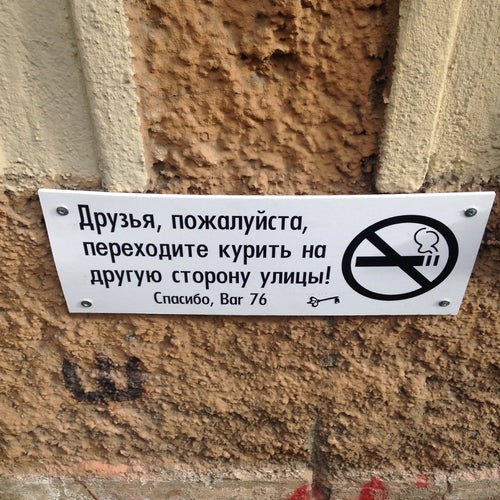 Друзья, пожалуйста,
переходите курить на
другую сторону улицы!
Спасибо, Bar 76